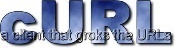 cURL
a client that groks the URLs